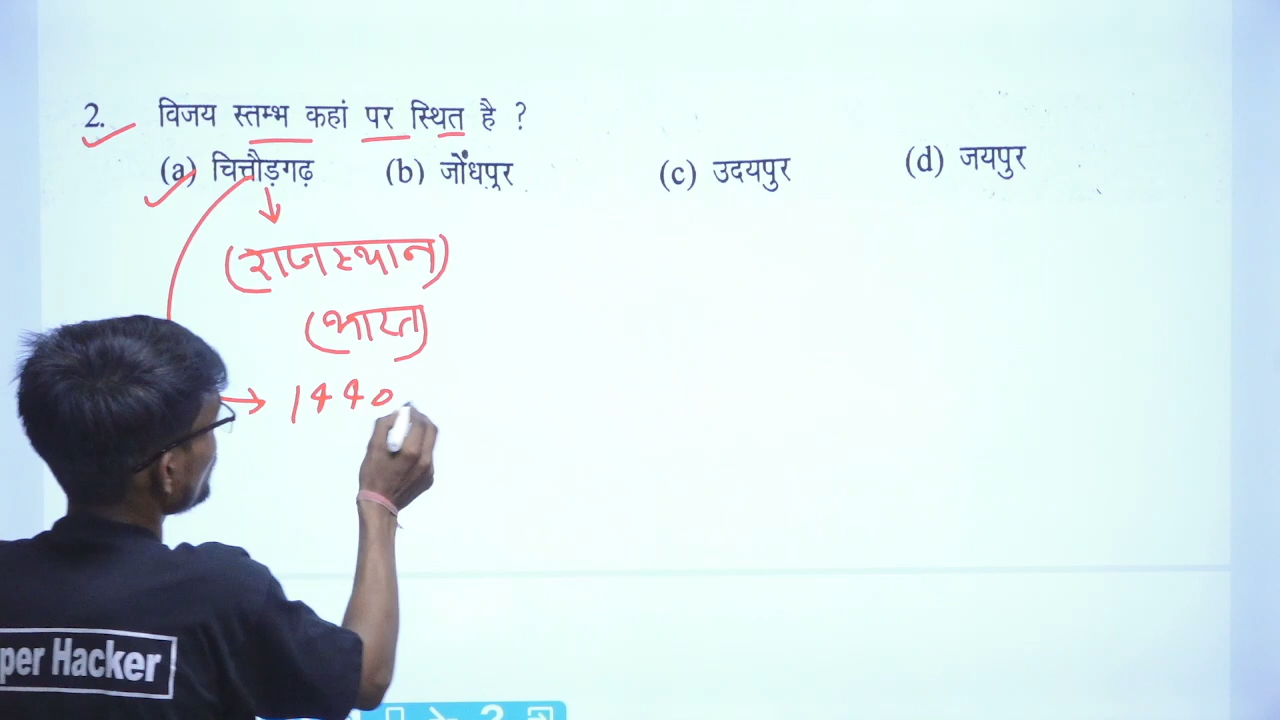 2. विजय स्तम्भ कहां पर स्थित है ?
(a) चित्तौड़गढ़ (b) जोंधपुर (c) उदयपुर (d) जयपुर
(राजस्थान)
(भारत)
→ 1440
per Hacker